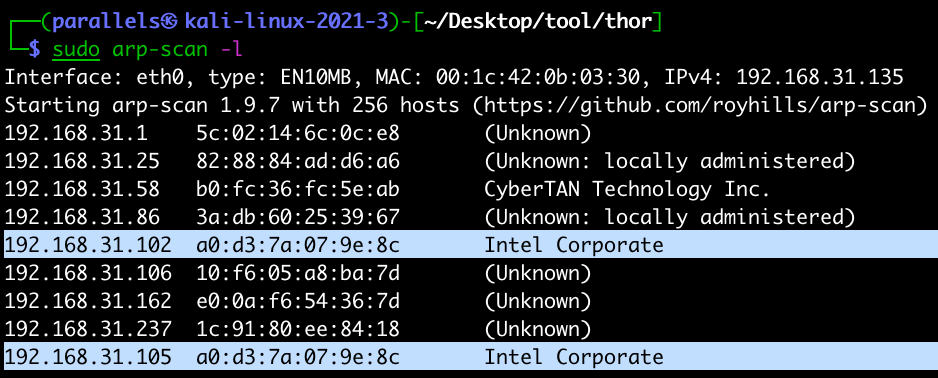 ┌──(parallels㉿kali-linux-2021-3)-[~/Desktop/tool/thor]
└─$ sudo arp-scan -l
Interface: eth0, type: EN10MB, MAC: 00:1c:42:0b:03:30, IPv4: 192.168.31.135
Starting arp-scan 1.9.7 with 256 hosts (https://github.com/royhills/arp-scan)
192.168.31.1    5c:02:14:6c:0c:e8       (Unknown)
192.168.31.25   82:88:84:ad:d6:a6       (Unknown: locally administered)
192.168.31.58   b0:fc:36:fc:5e:ab       CyberTAN Technology Inc.
192.168.31.86   3a:db:60:25:39:67       (Unknown: locally administered)
192.168.31.102  a0:d3:7a:07:9e:8c       Intel Corporate
192.168.31.106  10:f6:05:a8:ba:7d       (Unknown)
192.168.31.162  e0:0a:f6:54:36:7d       (Unknown)
192.168.31.237  1c:91:80:ee:84:18       (Unknown)
192.168.31.105  a0:d3:7a:07:9e:8c       Intel Corporate